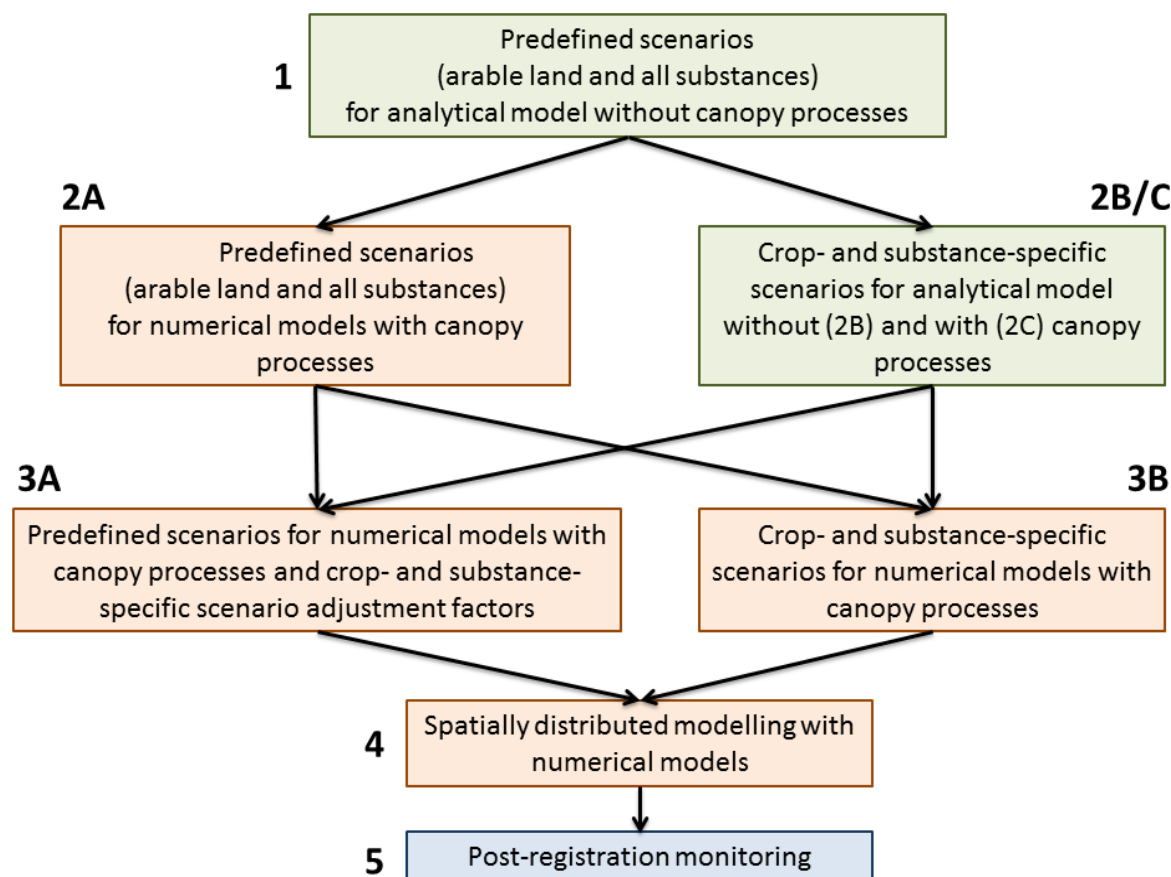 1
Predefined scenarios
(arable land and all substances)
for analytical model without canopy processes
2A
Predefined scenarios
(arable land and all substances)
for numerical models with canopy
processes
2B/C
Crop- and substance-specific
scenarios for analytical model
without (2B) and with (2C) canopy
processes
3A
Predefined scenarios for numerical models with
canopy processes and crop- and substance-
specific scenario adjustment factors
3B
Crop- and substance-specific
scenarios for numerical models with
canopy processes
4
Spatially distributed modelling with
numerical models
5
Post-registration monitoring